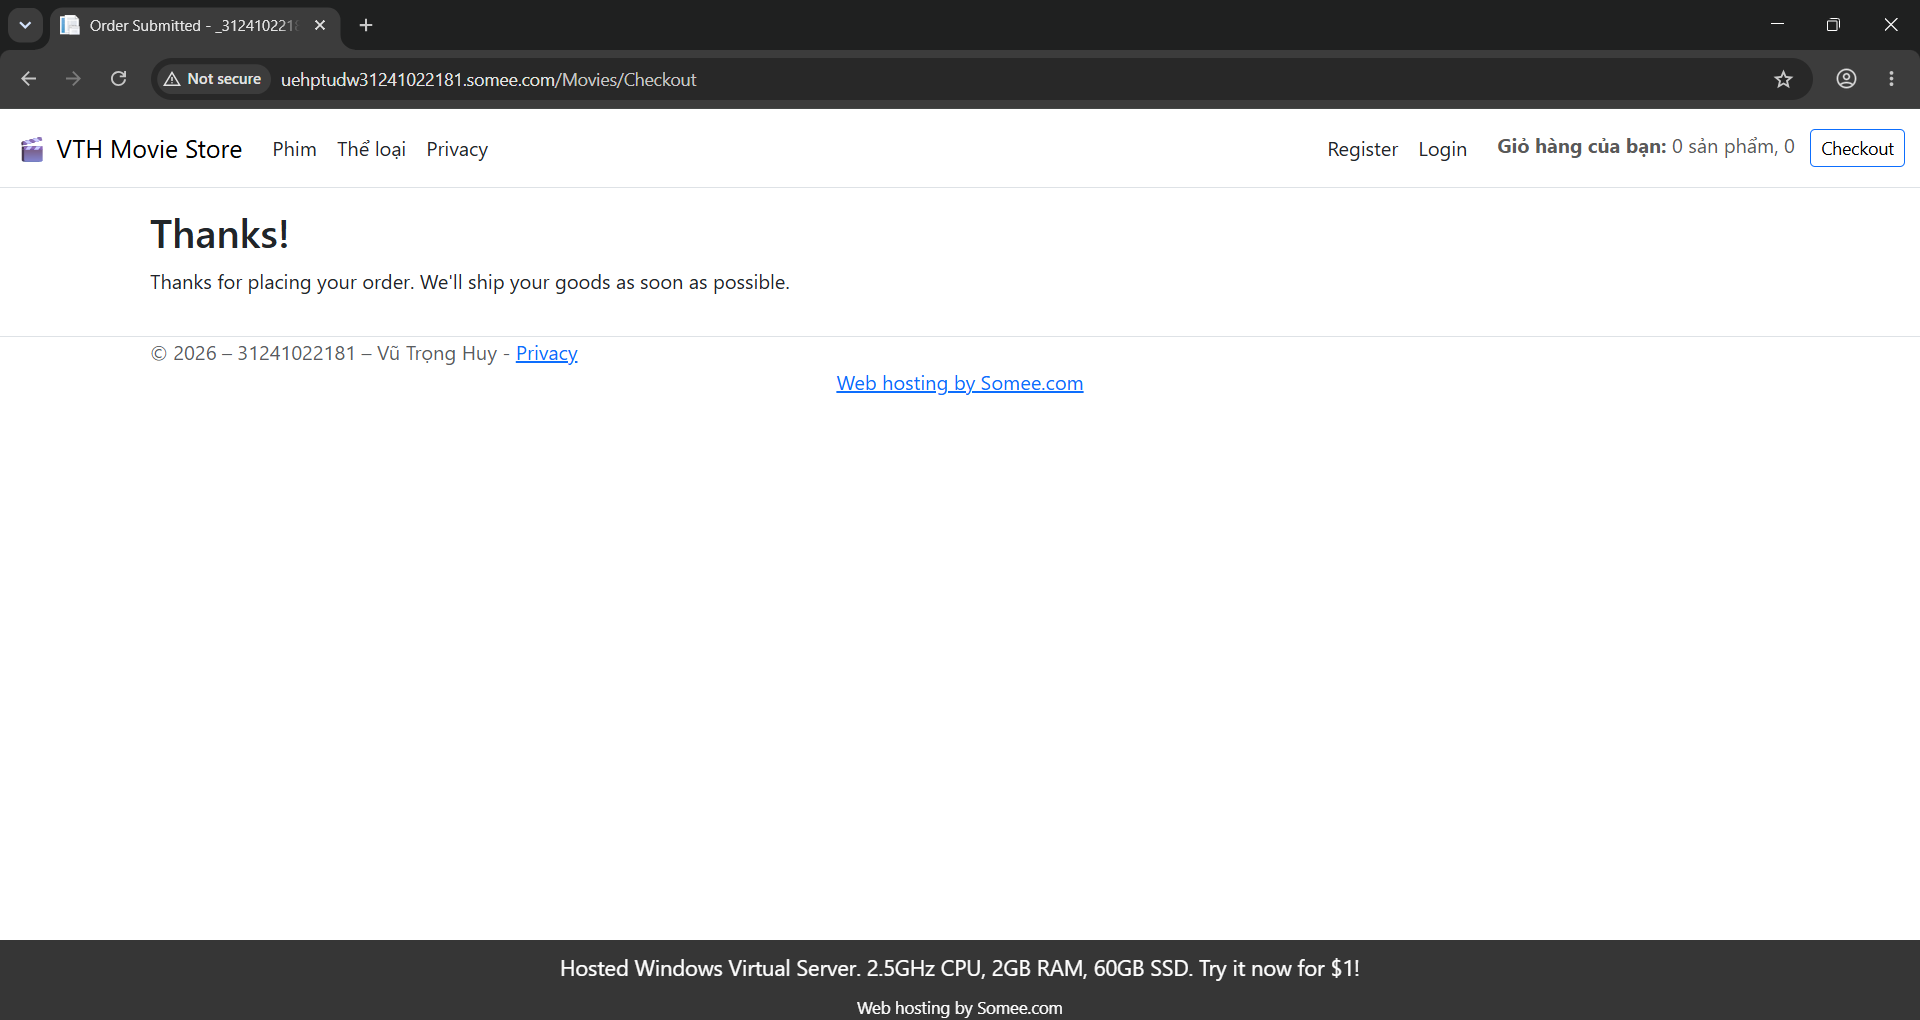 Order Submitted - _3124102218
Not secure
uehptudw31241022181.somee.com/Movies/Checkout
VTH Movie Store Phim Thể loại Privacy Register Login Giỏ hàng của bạn: 0 sản phẩm, 0 Checkout
Thanks!
Thanks for placing your order. We'll ship your goods as soon as possible.
© 2026 – 31241022181 – Vũ Trọng Huy - Privacy
Web hosting by Somee.com
Hosted Windows Virtual Server. 2.5GHz CPU, 2GB RAM, 60GB SSD. Try it now for $1!
Web hosting by Somee.com